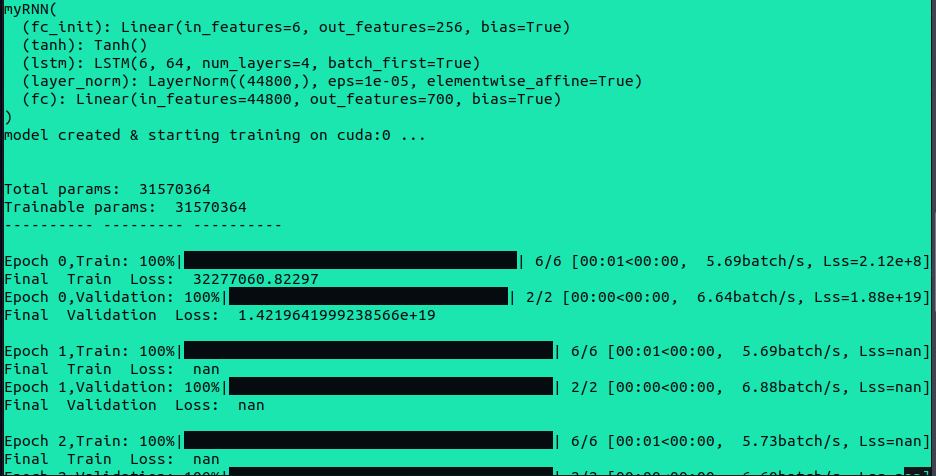 myRNN(
  (fc_init): Linear(in_features=6, out_features=256, bias=True)
  (tanh): Tanh()
  (lstm): LSTM(6, 64, num_layers=4, batch_first=True)
  (layer_norm): LayerNorm((44800,), eps=1e-05, elementwise_affine=True)
  (fc): Linear(in_features=44800, out_features=700, bias=True)
)
model created & starting training on cuda:0 ...
Total params:  31570364
Trainable params:  31570364
---------- --------- ----------
Epoch 0,Train: 100%|| 6/6 [00:01<00:00,  5.69batch/s, Lss=2.12e+8]
Final  Train  Loss:  32277060.82297
Epoch 0,Validation: 100%|| 2/2 [00:00<00:00,  6.64batch/s, Lss=1.88e+19]
Final  Validation  Loss:  1.4219641999238566e+19
Epoch 1,Train: 100%|| 6/6 [00:01<00:00,  5.69batch/s, Lss=nan]
Final  Train  Loss:  nan
Epoch 1,Validation: 100%|| 2/2 [00:00<00:00,  6.88batch/s, Lss=nan]
Final  Validation  Loss:  nan
Epoch 2,Train: 100%|| 6/6 [00:01<00:00,  5.73batch/s, Lss=nan]
Final  Train  Loss:  nan